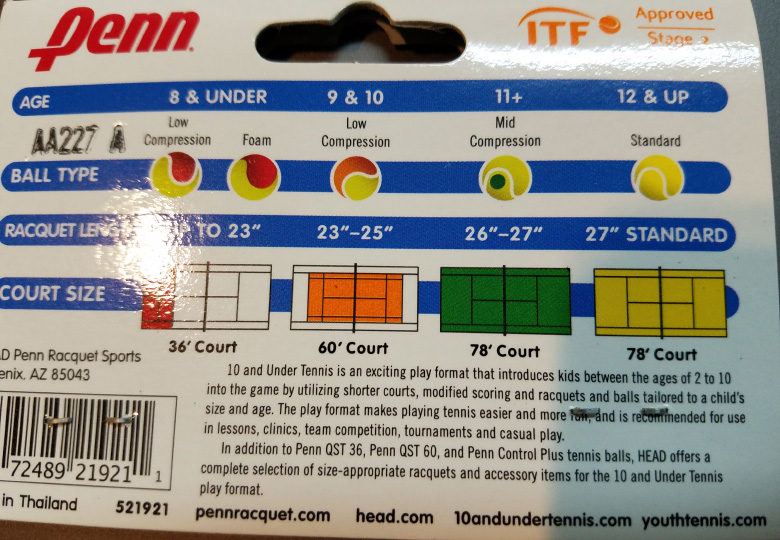 Penn
ITF Approved
Stage 2
AGE 8 & UNDER 9 & 10 11+ 12 & UP
AA227 A
Low Compression Foam Low Compression Mid Compression Standard
BALL TYPE
RACQUET LENGTH UP TO 23" 23"-25" 26"-27" 27" STANDARD
COURT SIZE
36' Court 60' Court 78' Court 78' Court
D Penn Racquet Sports
enix, AZ 85043
10 and Under Tennis is an exciting play format that introduces kids between the ages of 2 to 10
into the game by utilizing shorter courts, modified scoring and racquets and balls tailored to a child's
size and age. The play format makes playing tennis easier and more fun, and is recommended for use
in lessons, clinics, team competition, tournaments and casual play.
In addition to Penn QST 36, Penn QST 60, and Penn Control Plus tennis balls, HEAD offers a
complete selection of size-appropriate racquets and accessory items for the 10 and Under Tennis
play format.
72489 21921 1
in Thailand 521921
pennracquet.com head.com 10andundertennis.com youthtennis.com